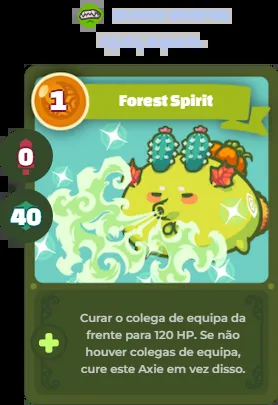 1
Forest Spirit
0
40
Curar o colega de equipa da
frente para 120 HP. Se não
houver colegas de equipa,
cure este Axie em vez disso.